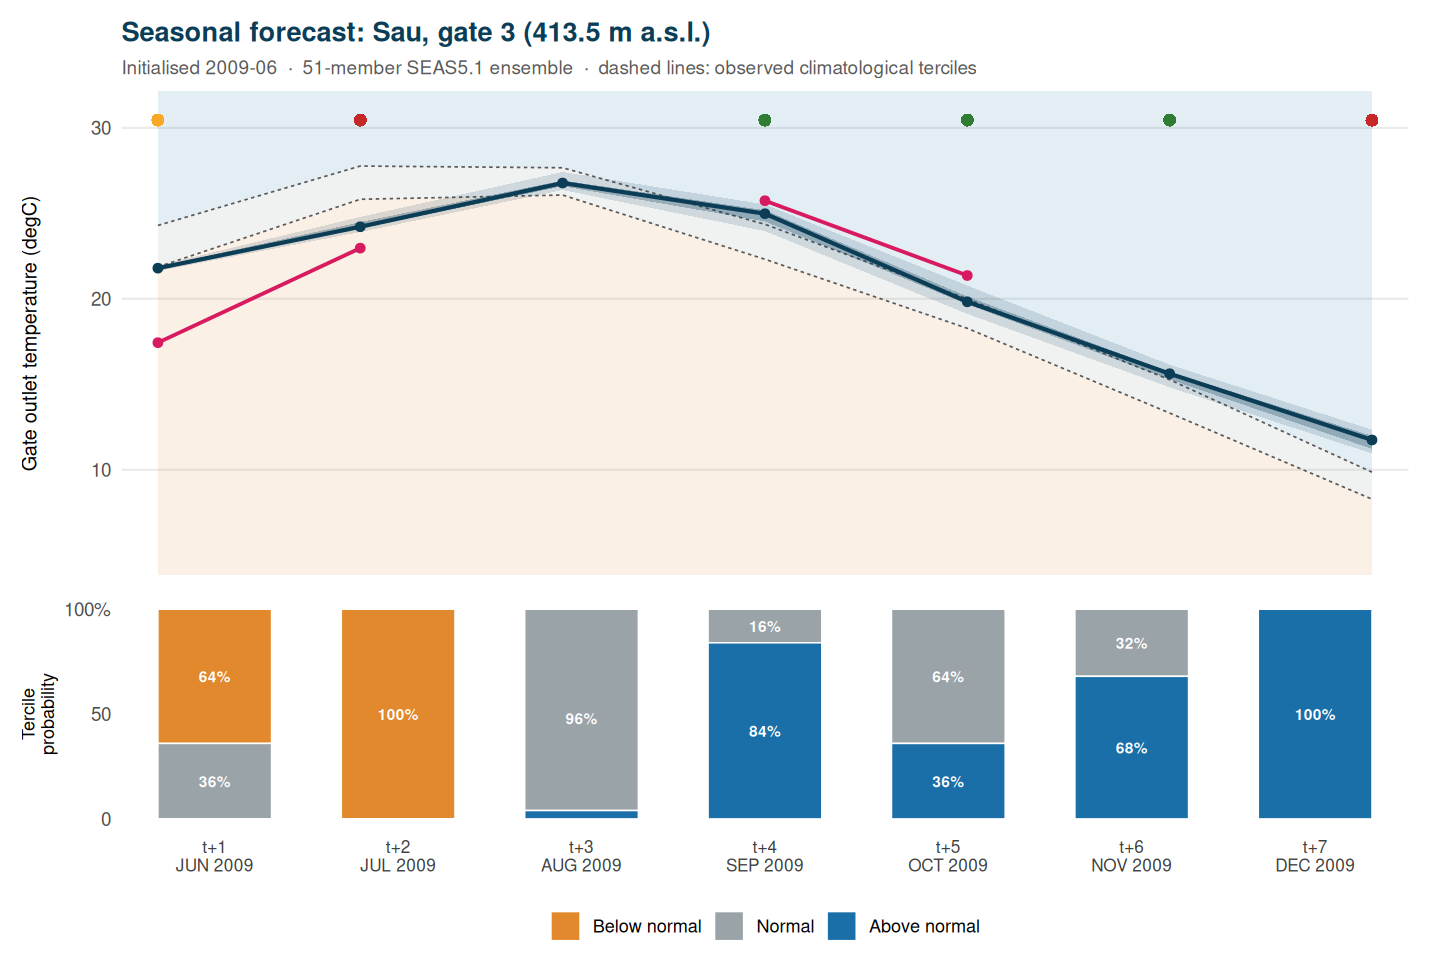 Seasonal forecast: Sau, gate 3 (413.5 m a.s.l.)
Initialised 2009-06 · 51-member SEAS5.1 ensemble · dashed lines: observed climatological terciles
Gate outlet temperature (degC)
30
20
10
Tercile
probability
100%
50
0
64%
36%
100%
96%
16%
84%
64%
36%
32%
68%
100%
t+1
JUN 2009
t+2
JUL 2009
t+3
AUG 2009
t+4
SEP 2009
t+5
OCT 2009
t+6
NOV 2009
t+7
DEC 2009
Below normal
Normal
Above normal